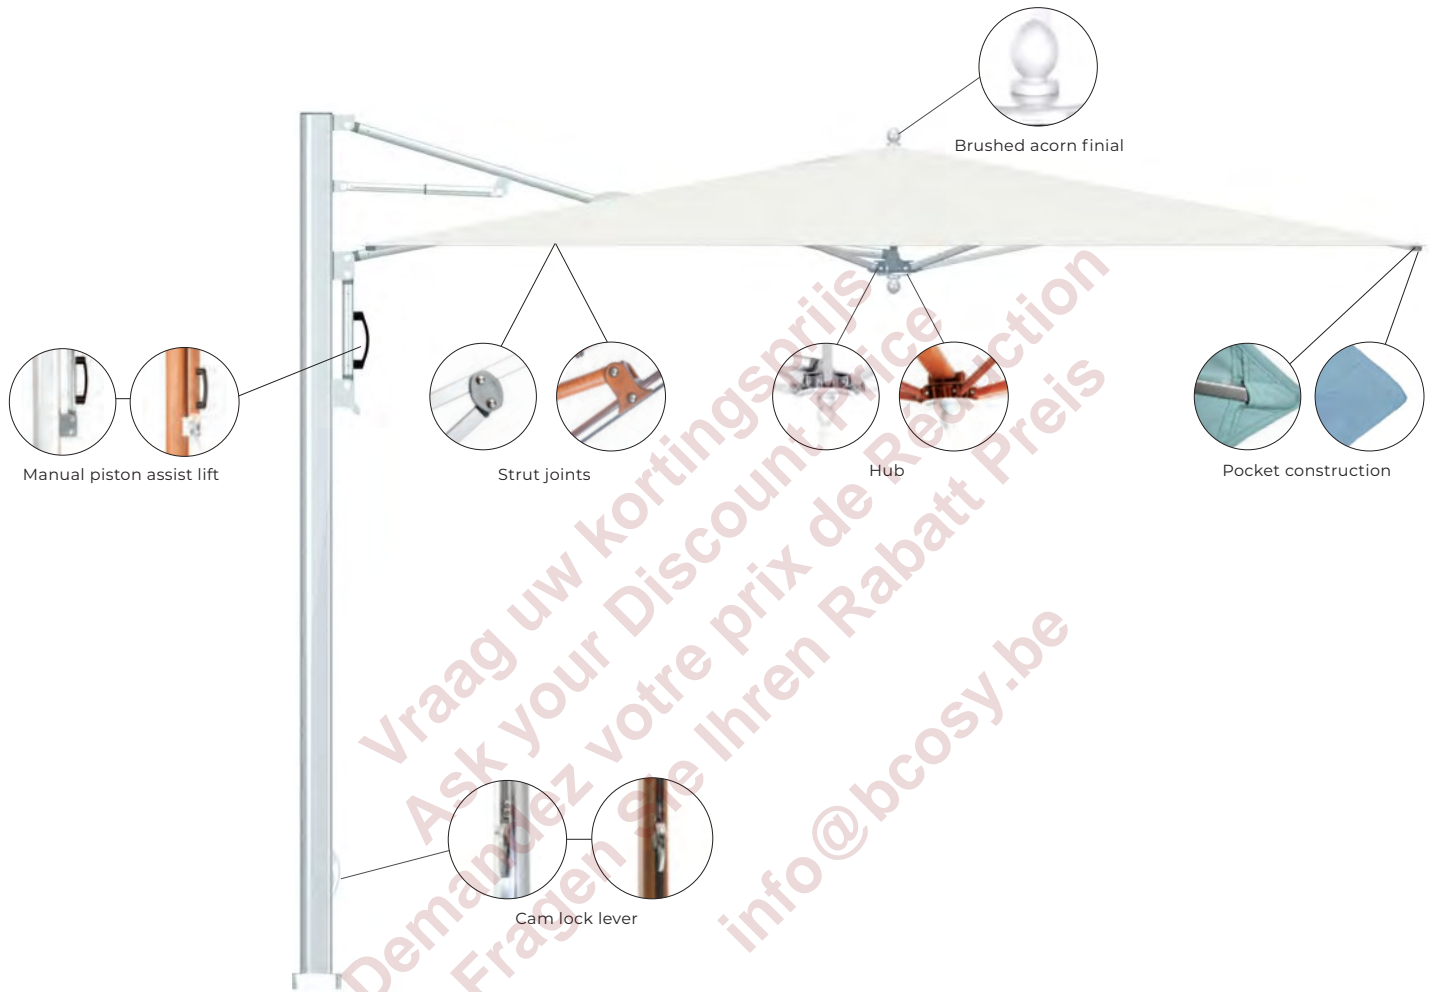 Brushed acorn finial
Manual piston assist lift
Strut joints
Hub
Pocket construction
Cam lock lever
Vraag uw kortingsprijs
Ask your Discount Price
Demandez votre prix de Réduction
Fragen Sie Ihren Rabatt Preis
info@bcosy.be